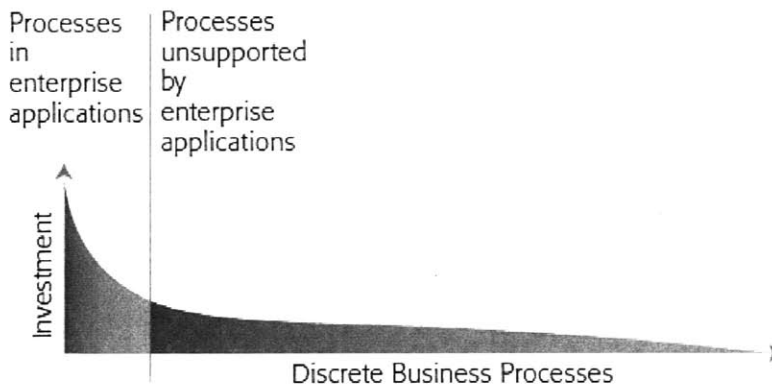 Processes
in
enterprise
applications
Processes
unsupported
by
enterprise
applications
Investment
Discrete Business Processes